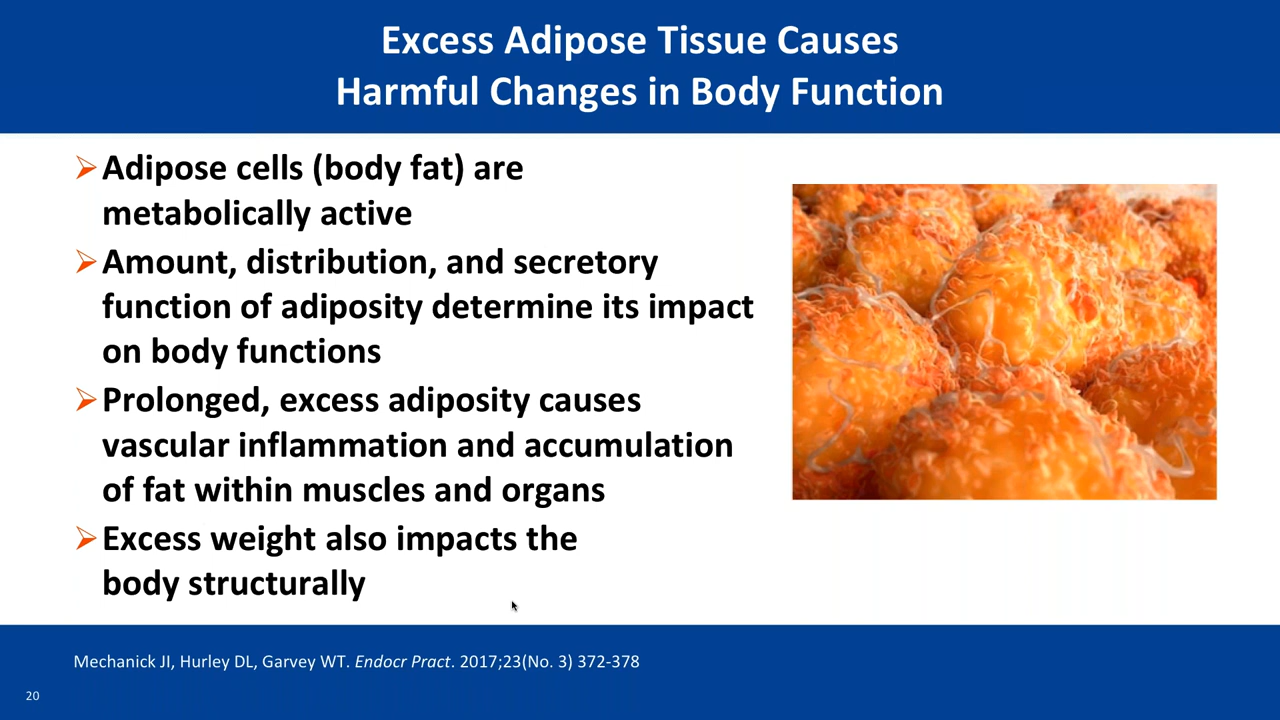 Excess Adipose Tissue Causes
Harmful Changes in Body Function
Adipose cells (body fat) are
metabolically active
Amount, distribution, and secretory
function of adiposity determine its impact
on body functions
Prolonged, excess adiposity causes
vascular inflammation and accumulation
of fat within muscles and organs
Excess weight also impacts the
body structurally
Mechanick JI, Hurley DL, Garvey WT. Endocr Pract. 2017;23(No. 3) 372-378
20